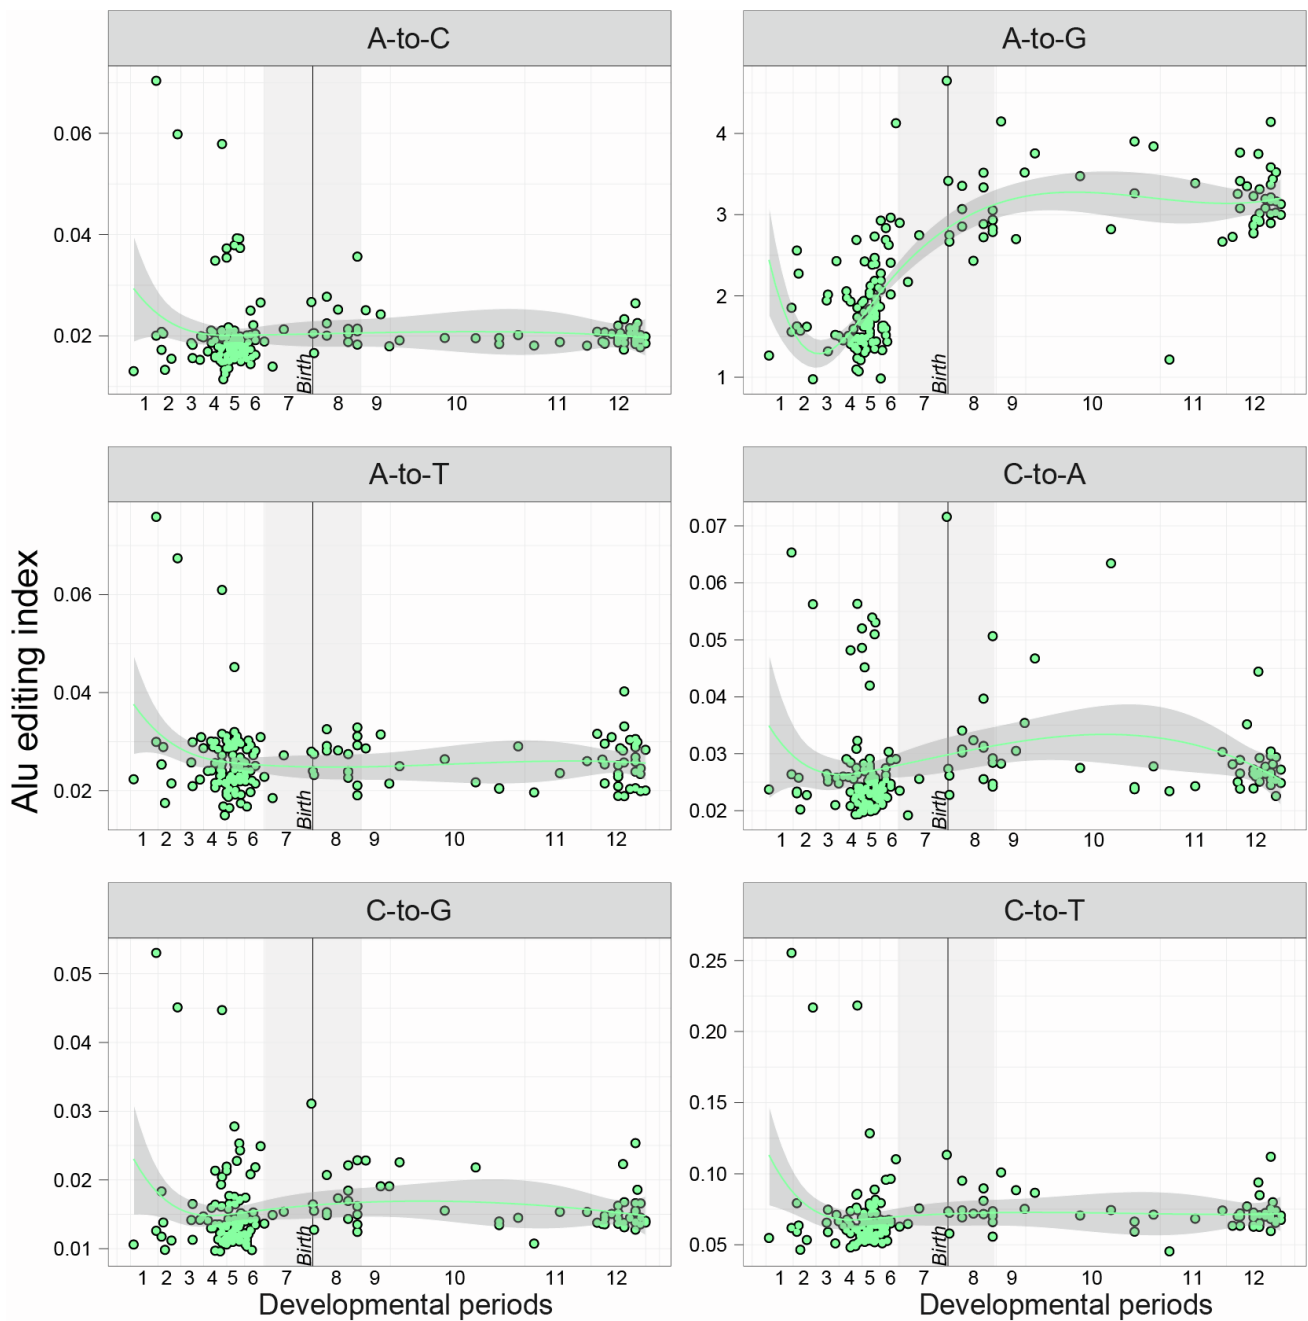 A-to-C
A-to-G
0.06
0.04
0.02
Birth
1 2 3 4 5 6 7 8 9 10 11 12
4
3
2
1
Birth
1 2 3 4 5 6 7 8 9 10 11 12
Alu editing index
A-to-T
C-to-A
0.06
0.04
0.02
Birth
1 2 3 4 5 6 7 8 9 10 11 12
0.07
0.06
0.05
0.04
0.03
0.02
Birth
1 2 3 4 5 6 7 8 9 10 11 12
C-to-G
C-to-T
0.05
0.04
0.03
0.02
0.01
Birth
1 2 3 4 5 6 7 8 9 10 11 12
0.25
0.20
0.15
0.10
0.05
Birth
1 2 3 4 5 6 7 8 9 10 11 12
Developmental periods
Developmental periods